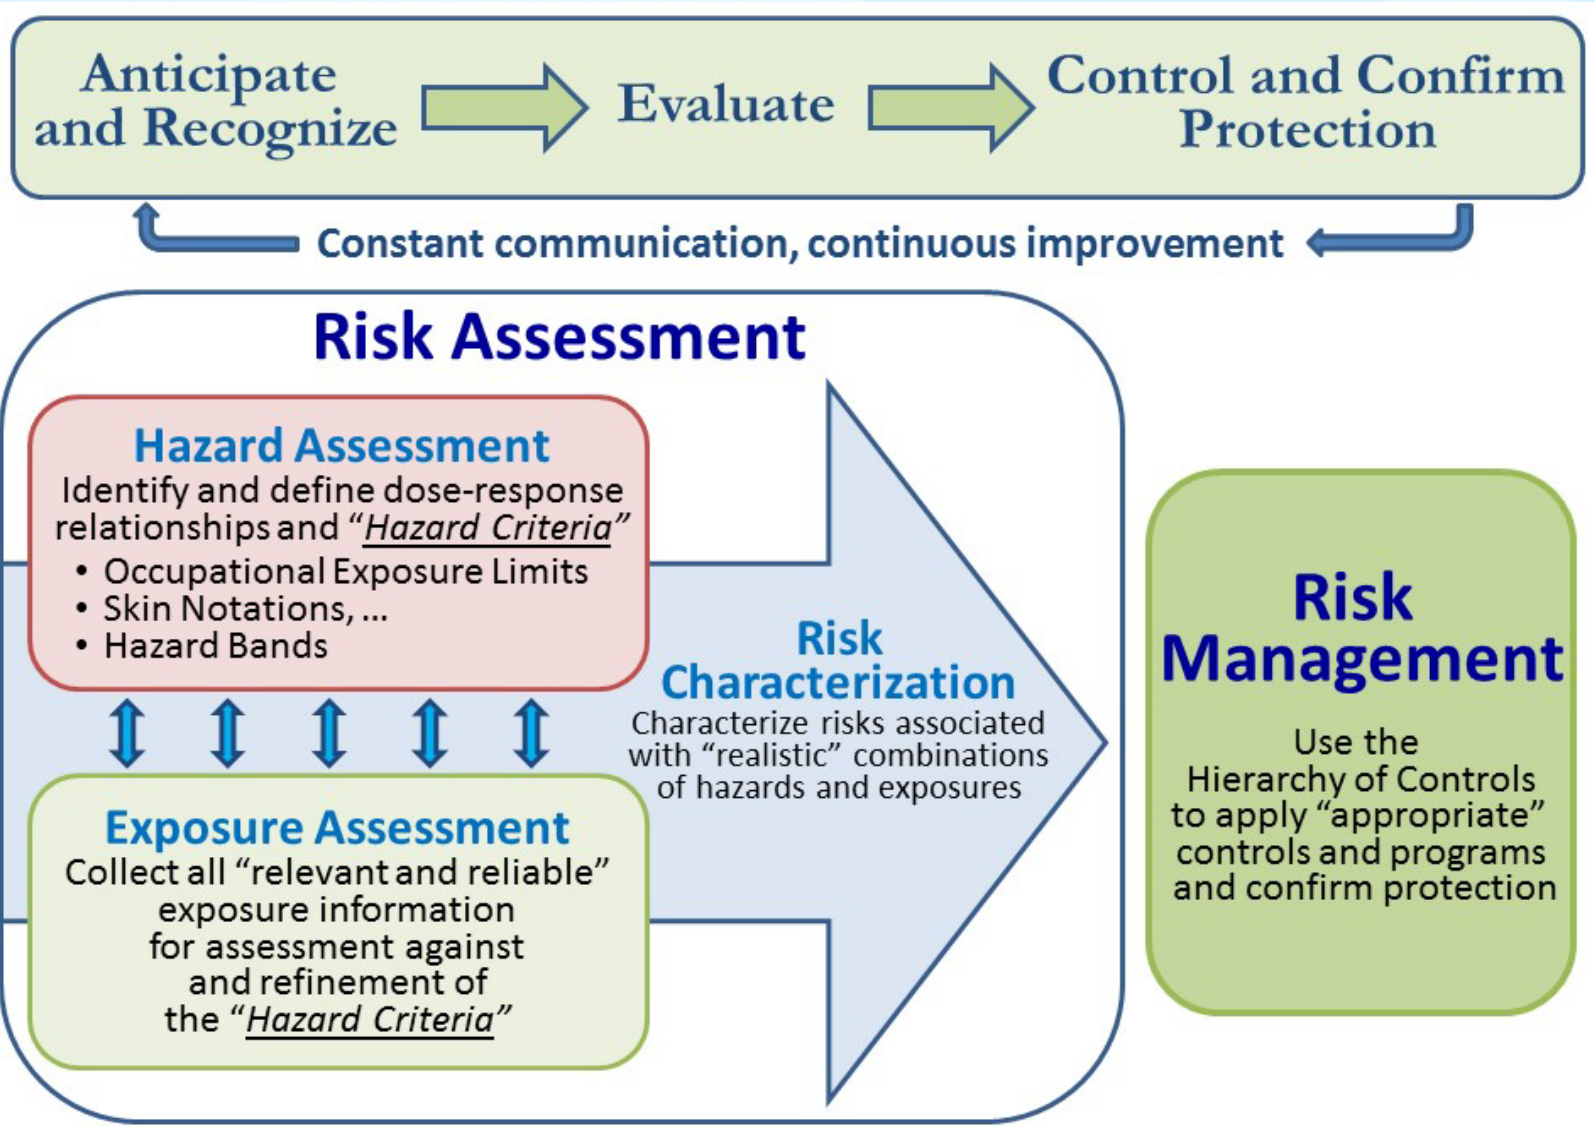 Anticipate
and Recognize
Evaluate
Control and Confirm
Protection
Constant communication, continuous improvement
Risk Assessment
Hazard Assessment
Identify and define dose-response
relationships and “Hazard Criteria”
• Occupational Exposure Limits
• Skin Notations, ...
• Hazard Bands
Exposure Assessment
Collect all “relevant and reliable”
exposure information
for assessment against
and refinement of
the “Hazard Criteria”
Risk
Characterization
Characterize risks associated
with “realistic” combinations
of hazards and exposures
Risk
Management
Use the
Hierarchy of Controls
to apply “appropriate”
controls and programs
and confirm protection